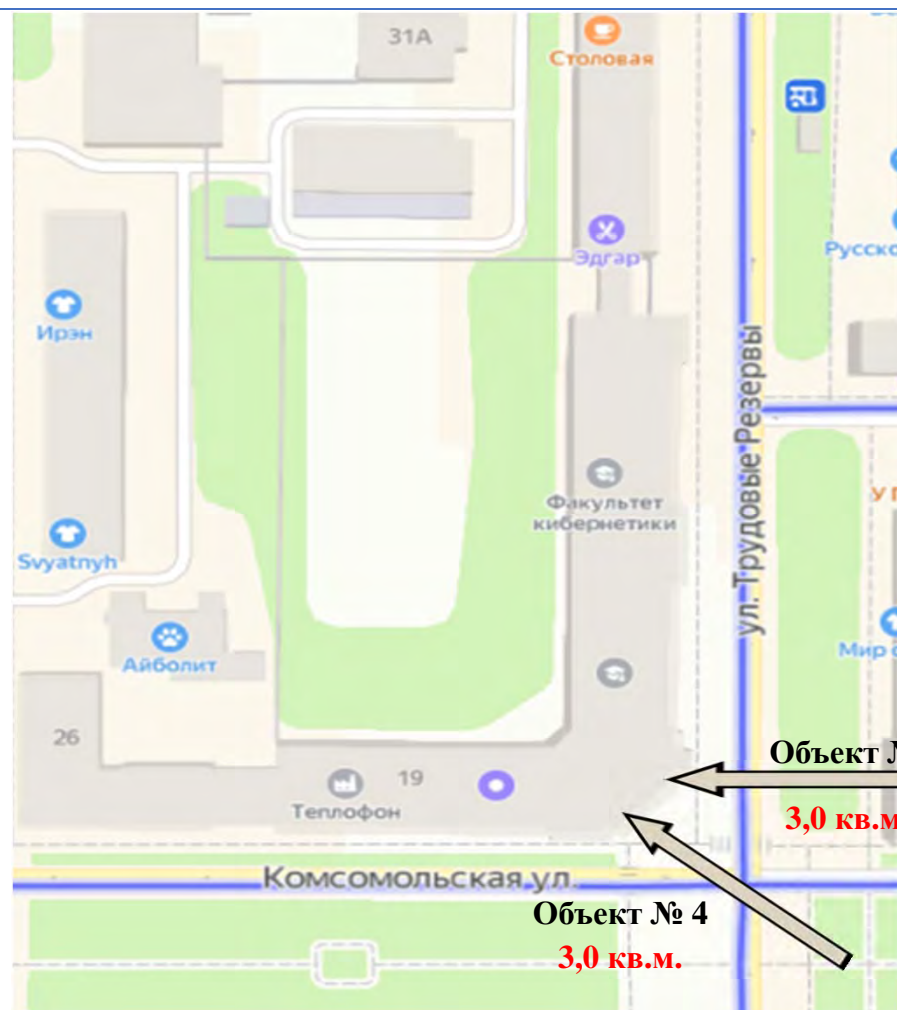 31А
Столовая
Эдгар
Русско
Ирэн
ул. Трудовые Резервы
Факультет
кибернетики
У
Svyatnyh
Айболит
Мир
26
19
Теплофон
Объект
3,0 кв.м
Комсомольская ул.
Объект № 4
3,0 кв.м.